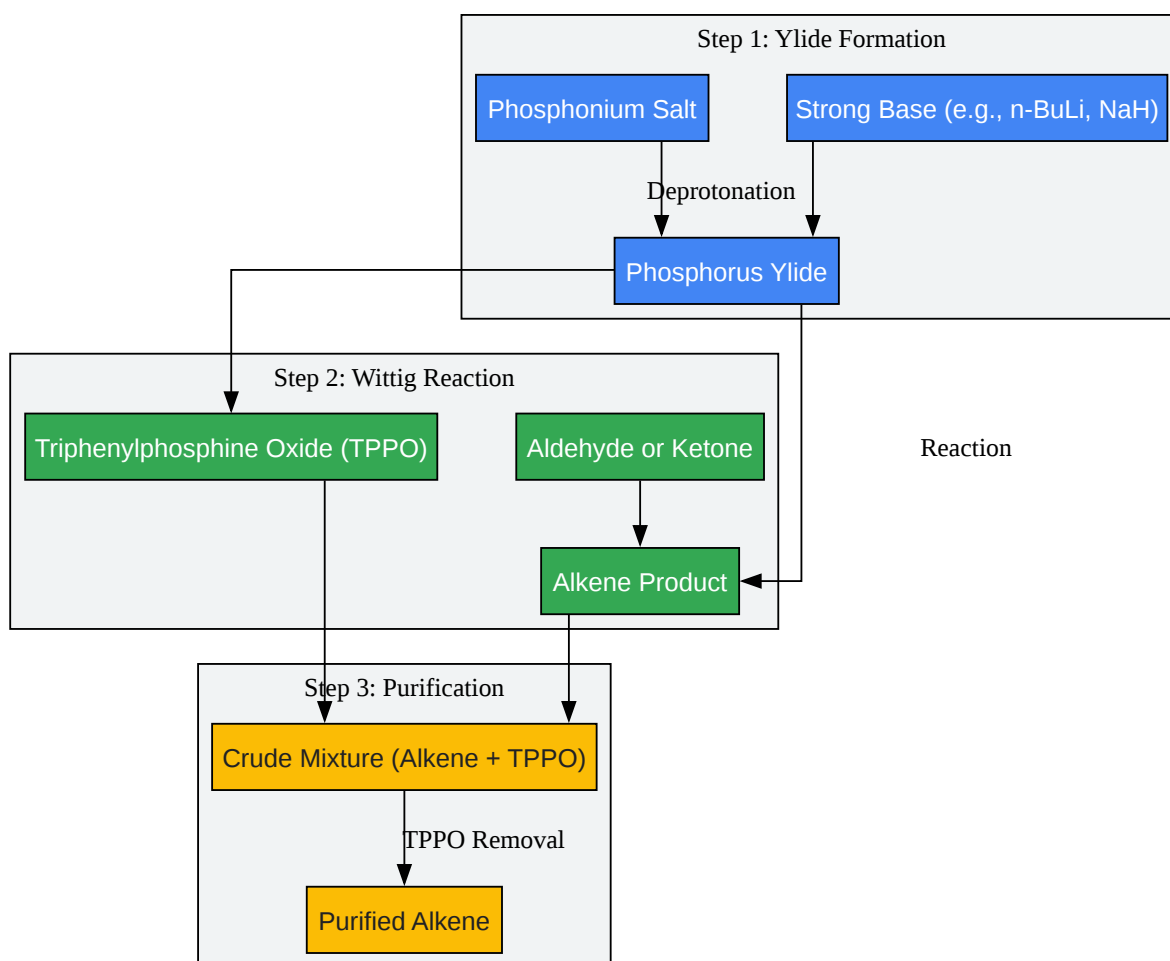 Step 1: Ylide Formation
Phosphonium Salt
Strong Base (e.g., n-BuLi, NaH)
Deprotonation
Phosphorus Ylide
Step 2: Wittig Reaction
Triphenylphosphine Oxide (TPPO)
Aldehyde or Ketone
Reaction
Alkene Product
Step 3: Purification
Crude Mixture (Alkene + TPPO)
TPPO Removal
Purified Alkene